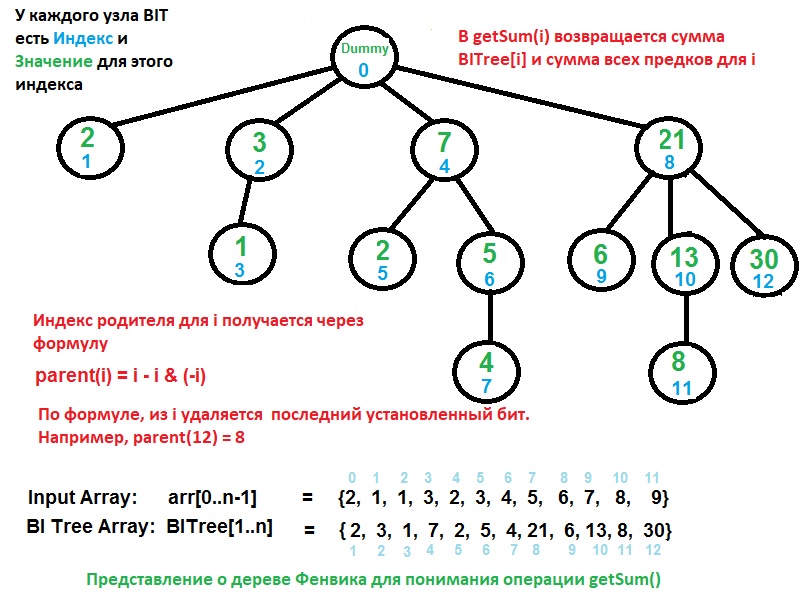 У каждого узла BIT
есть Индекс и
Значение для этого
индекса
В getSum(i) возвращается сумма
BITree[i] и сумма всех предков для i
Dummy
0
2
1
3
2
7
4
21
8
1
3
2
5
5
6
6
9
13
10
30
12
4
7
8
11
Индекс родителя для i получается через
формулу
parent(i) = i - i & (-i)
По формуле, из i удаляется последний установленный бит.
Например, parent(12) = 8
0 1 2 3 4 5 6 7 8 9 10 11
Input Array: arr[0..n-1] = {2, 1, 1, 3, 2, 3, 4, 5, 6, 7, 8, 9}
BI Tree Array: BITree[1..n] = {2, 3, 1, 7, 2, 5, 4, 21, 6, 13, 8, 30}
1 2 3 4 5 6 7 8 9 10 11 12
Представление о дереве Фенвика для понимания операции getSum()